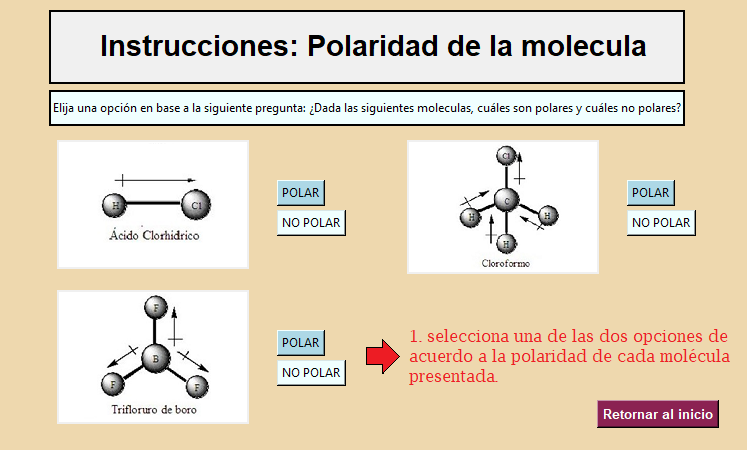 Instrucciones: Polaridad de la molecula
Elija una opción en base a la siguiente pregunta: ¿Dada las siguientes moleculas, cuáles son polares y cuáles no polares?
H Cl
Ácido Clorhídrico
POLAR
NO POLAR
Cl
C
H H
H
Cloroformo
POLAR
NO POLAR
F
B
F F
Trifloruro de boro
POLAR
NO POLAR
1. selecciona una de las dos opciones de
acuerdo a la polaridad de cada molécula
presentada.
Retornar al inicio